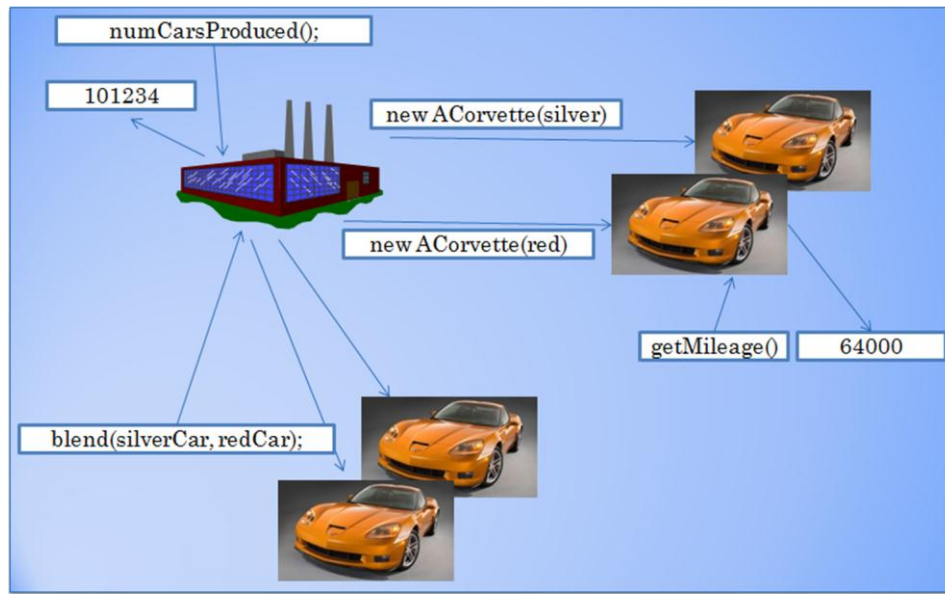 numCarsProduced();
101234
new ACorvette(silver)
new ACorvette(red)
getMileage()
64000
blend(silverCar, redCar);